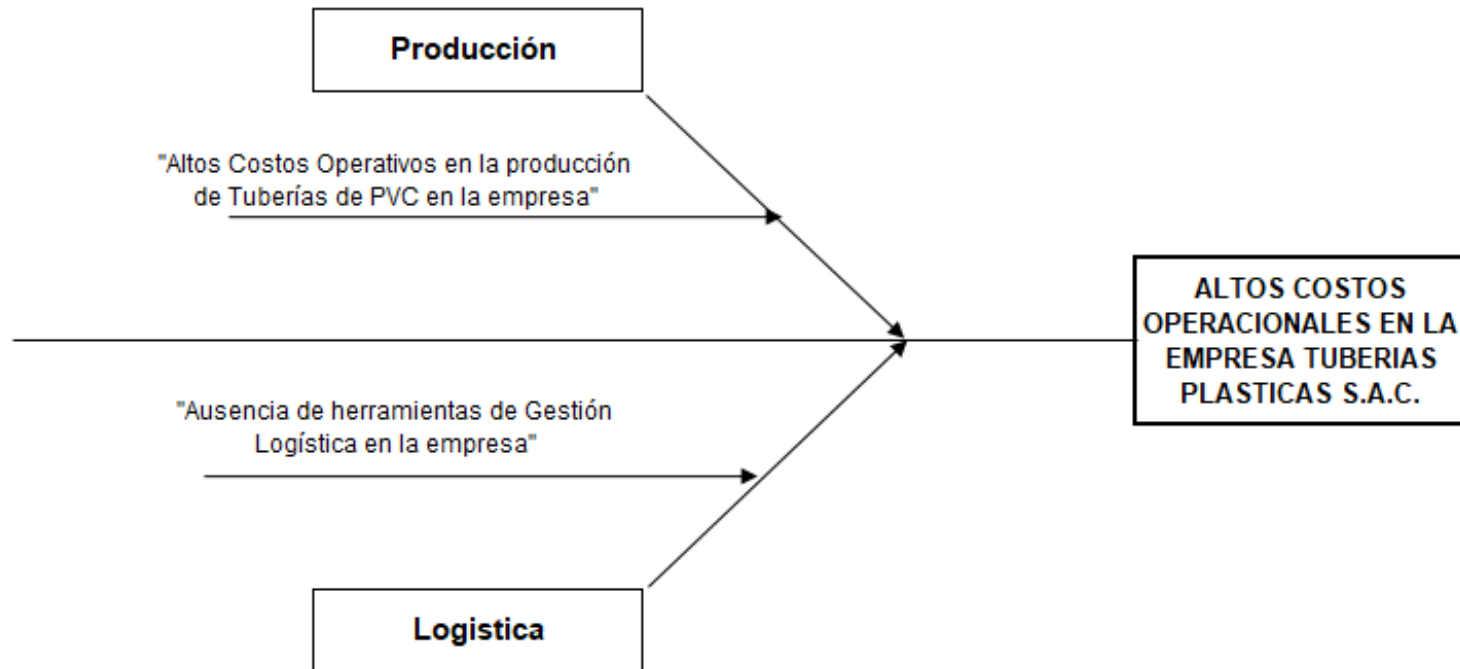 Producción
"Altos Costos Operativos en la producción
de Tuberías de PVC en la empresa"
ALTOS COSTOS
OPERACIONALES EN LA
EMPRESA TUBERIAS
PLASTICAS S.A.C.
"Ausencia de herramientas de Gestión
Logística en la empresa"
Logistica